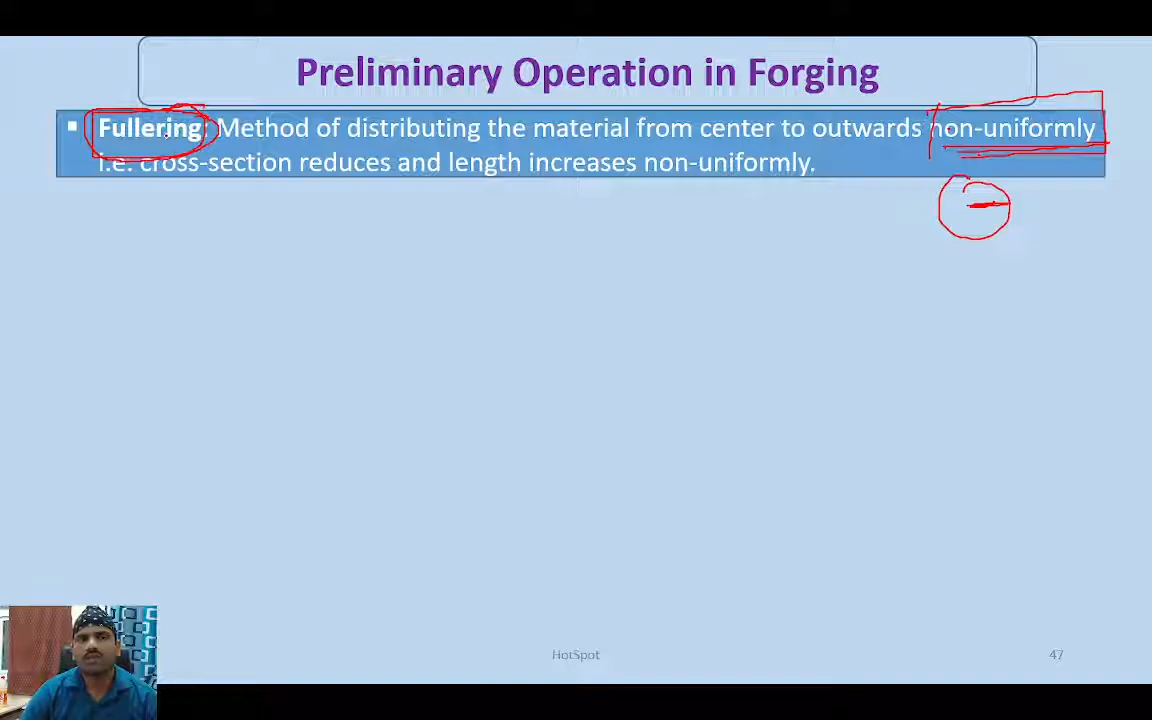 Preliminary Operation in Forging
▪ Fullering: Method of distributing the material from center to outwards non-uniformly
i.e. cross-section reduces and length increases non-uniformly.
HotSpot
47